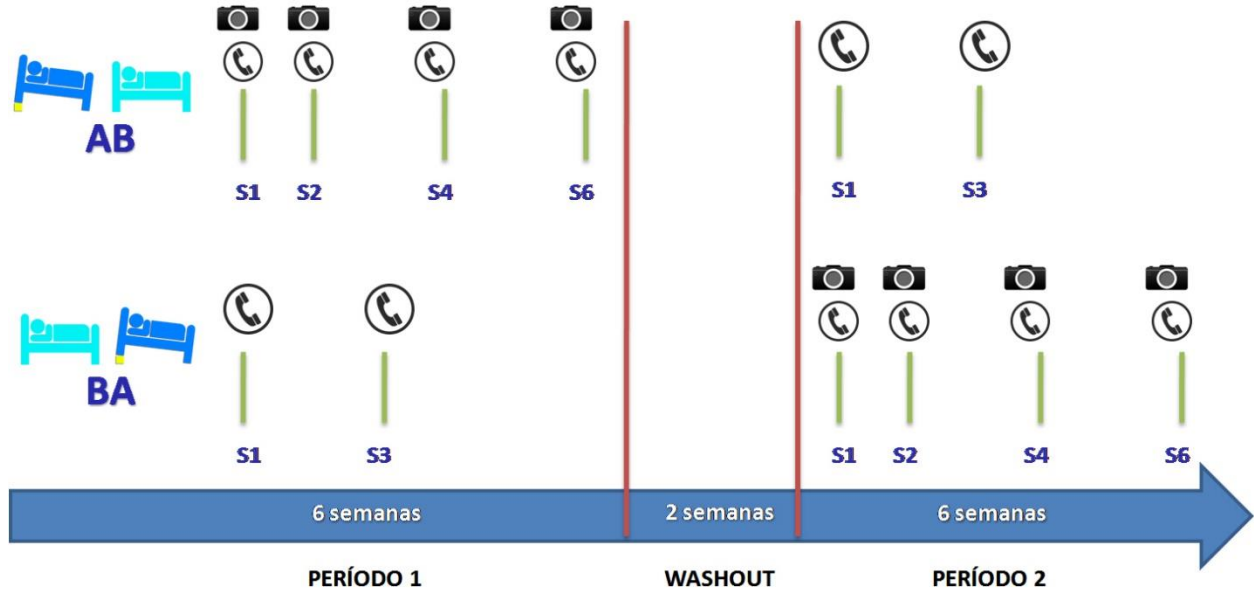 AB
S1 S2 S4 S6 S1 S3
BA
S1 S3 S1 S2 S4 S6
6 semanas 2 semanas 6 semanas
PERÍODO 1 WASHOUT PERÍODO 2